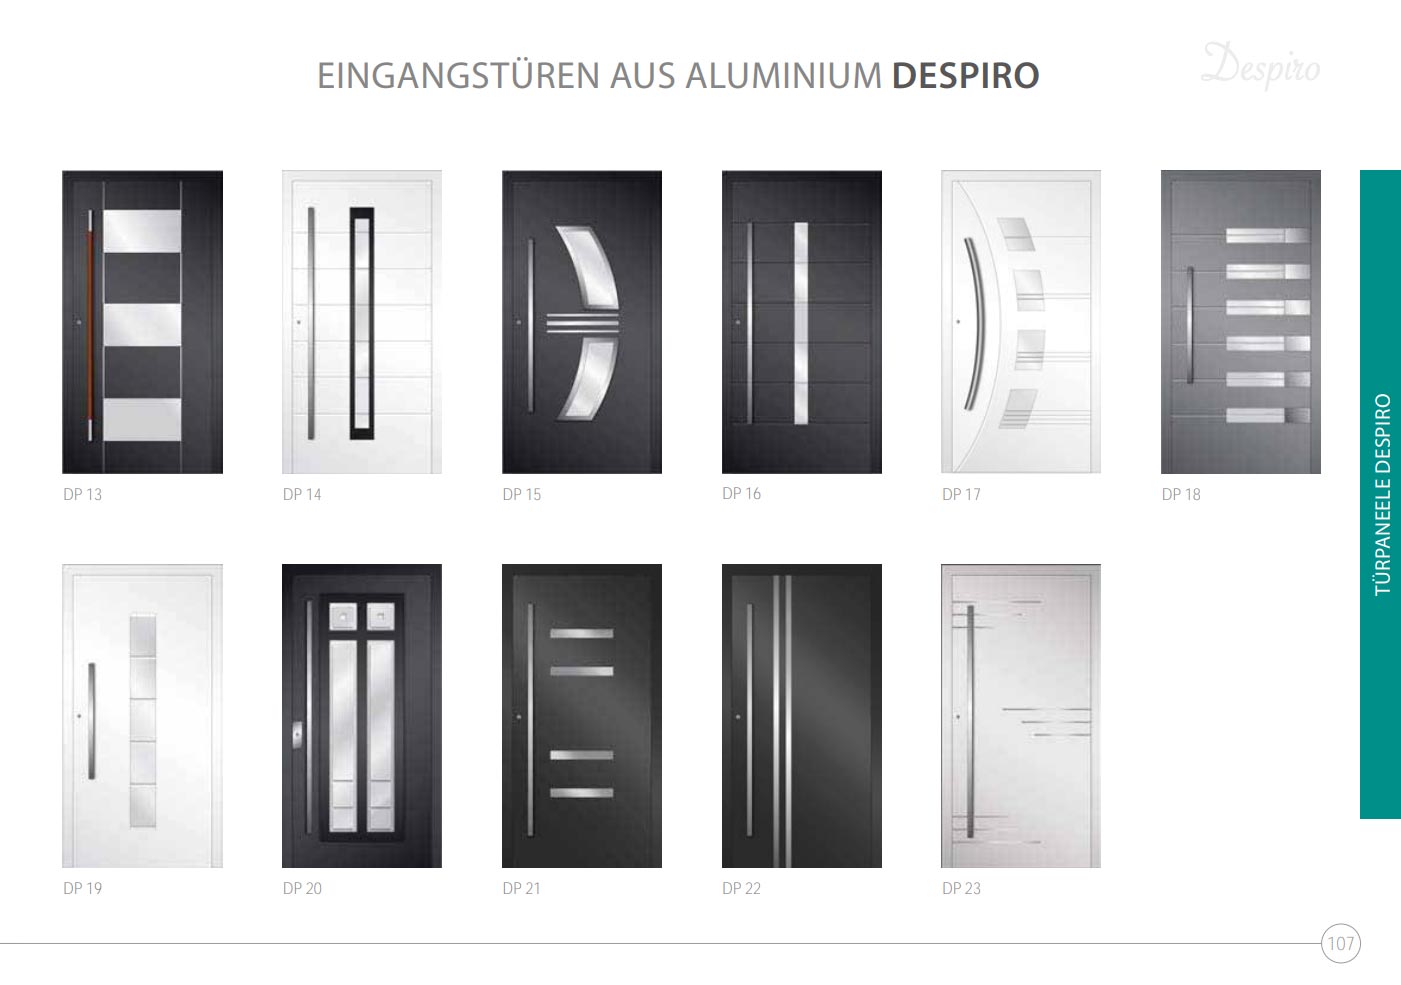 EINGANGSTÜREN AUS ALUMINIUM DESPIRO
Despiro
DP 13
DP 14
DP 15
DP 16
DP 17
DP 18
TÜRPANEELE DESPIRO
DP 19
DP 20
DP 21
DP 22
DP 23
107